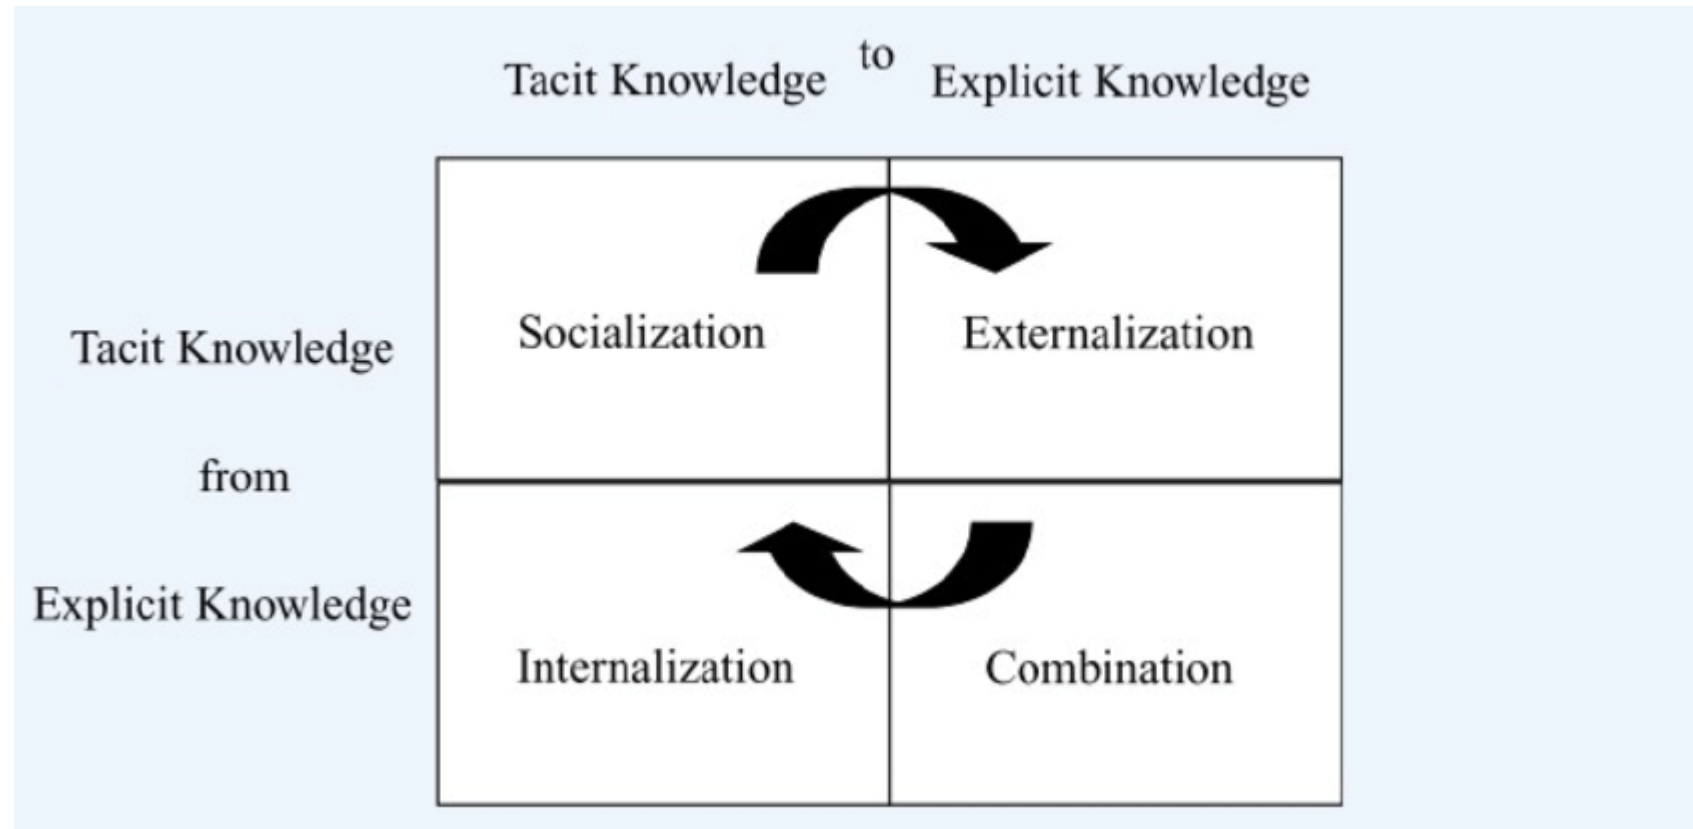 Tacit Knowledge to Explicit Knowledge
Socialization Externalization
Tacit Knowledge
from
Explicit Knowledge
Internalization Combination